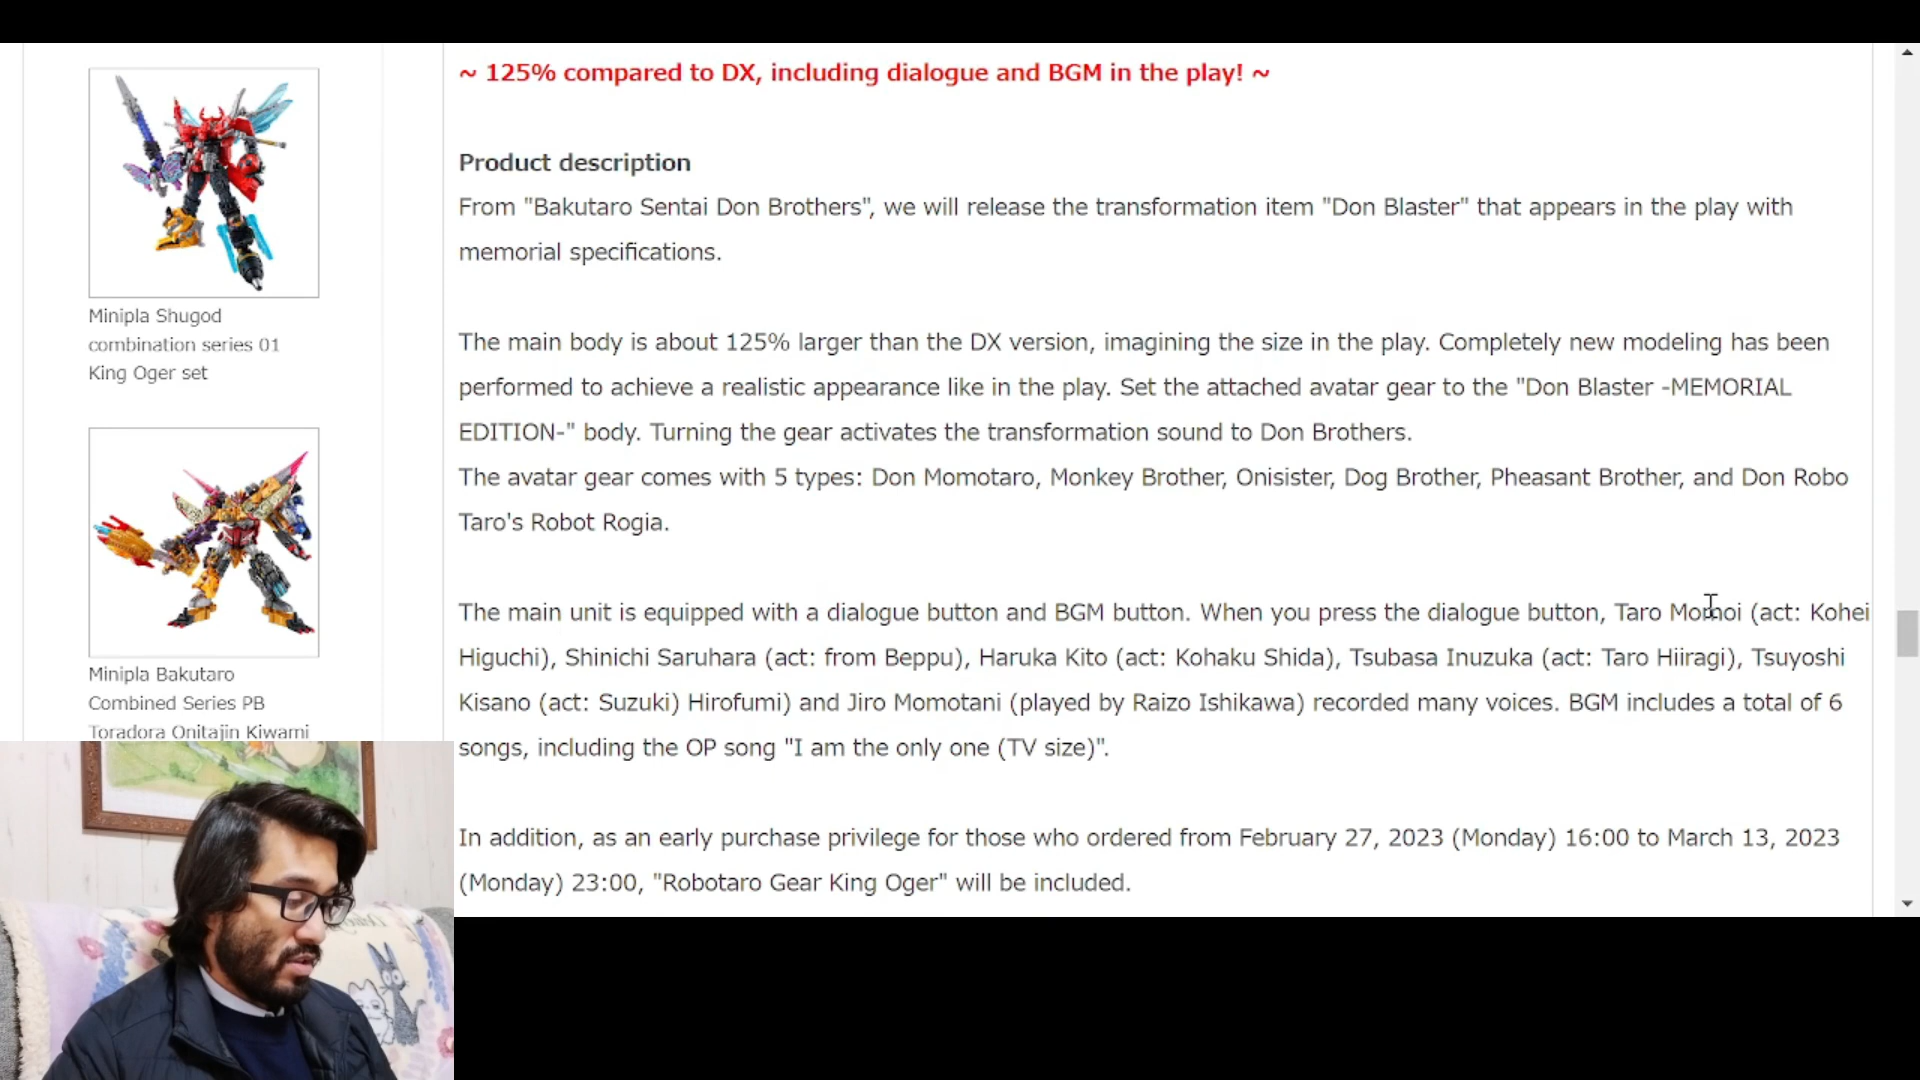 ~ 125% compared to DX, including dialogue and BGM in the play! ~
Product description
From "Bakutaro Sentai Don Brothers", we will release the transformation item "Don Blaster" that appears in the play with
memorial specifications.
The main body is about 125% larger than the DX version, imagining the size in the play. Completely new modeling has been
performed to achieve a realistic appearance like in the play. Set the attached avatar gear to the "Don Blaster -MEMORIAL
EDITION-" body. Turning the gear activates the transformation sound to Don Brothers.
The avatar gear comes with 5 types: Don Momotaro, Monkey Brother, Onisister, Dog Brother, Pheasant Brother, and Don Robo
Taro's Robot Rogia.
The main unit is equipped with a dialogue button and BGM button. When you press the dialogue button, Taro Momoi (act: Kohei
Higuchi), Shinichi Saruhara (act: from Beppu), Haruka Kito (act: Kohaku Shida), Tsubasa Inuzuka (act: Taro Hiiragi), Tsuyoshi
Kisano (act: Suzuki) Hirofumi) and Jiro Momotani (played by Raizo Ishikawa) recorded many voices. BGM includes a total of 6
songs, including the OP song "I am the only one (TV size)".
In addition, as an early purchase privilege for those who ordered from February 27, 2023 (Monday) 16:00 to March 13, 2023
(Monday) 23:00, "Robotaro Gear King Oger" will be included.
Minipla Shugod
combination series 01
King Oger set
Minipla Bakutaro
Combined Series PB
Toradora Onitajin Kiwami